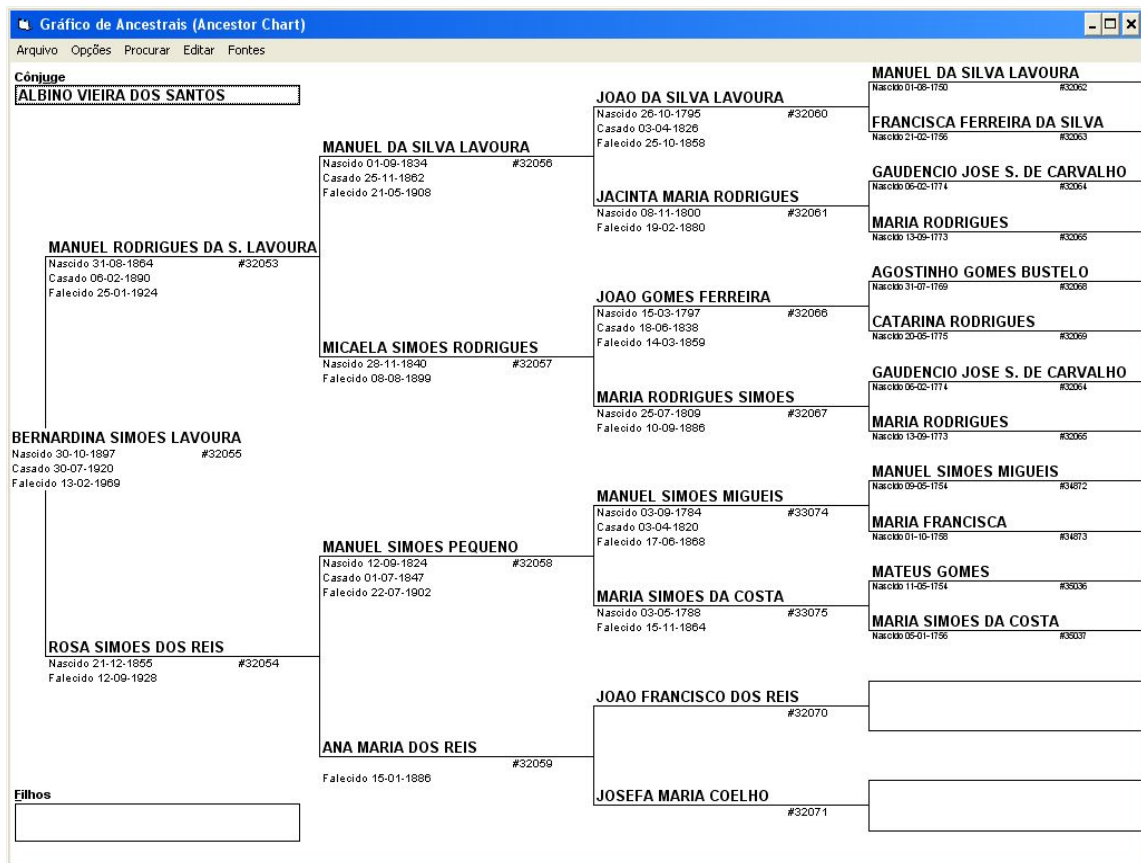 Gráfico de Ancestrais (Ancestor Chart)
Arquivo Opções Procurar Editar Fontes
Cónjuge
ALBINO VIEIRA DOS SANTOS
BERNARDINA SIMOES LAVOURA
Nascido 30-10-1897 #32055
Casado 30-07-1920
Falecido 13-02-1969
MANUEL RODRIGUES DA S. LAVOURA
Nascido 31-08-1864 #32053
Casado 06-02-1890
Falecido 25-01-1924
ROSA SIMOES DOS REIS
Nascido 21-12-1855 #32054
Falecido 12-09-1928
MANUEL DA SILVA LAVOURA
Nascido 01-09-1834 #32056
Casado 25-11-1862
Falecido 21-05-1908
MICAELA SIMOES RODRIGUES
Nascido 28-11-1840 #32057
Falecido 08-08-1899
MANUEL SIMOES PEQUENO
Nascido 12-09-1824 #32058
Casado 01-07-1847
Falecido 22-07-1902
ANA MARIA DOS REIS
#32059
Falecido 15-01-1886
JOAO DA SILVA LAVOURA
Nascido 26-10-1795 #32060
Casado 03-04-1826
Falecido 25-10-1858
JACINTA MARIA RODRIGUES
Nascido 08-11-1800 #32061
Falecido 19-02-1880
JOAO GOMES FERREIRA
Nascido 15-03-1797 #32066
Casado 18-06-1838
Falecido 14-03-1859
MARIA RODRIGUES SIMOES
Nascido 25-07-1809 #32067
Falecido 10-09-1886
MANUEL SIMOES MIGUEIS
Nascido 03-09-1784 #33074
Casado 03-04-1820
Falecido 17-06-1868
MARIA SIMOES DA COSTA
Nascido 03-05-1788 #33075
Falecido 15-11-1864
JOAO FRANCISCO DOS REIS
#32070
JOSEFA MARIA COELHO
#32071
MANUEL DA SILVA LAVOURA
Nascido 01-08-1750 #32062
FRANCISCA FERREIRA DA SILVA
Nascido 21-02-1756 #32063
GAUDENCIO JOSE S. DE CARVALHO
Nascido 06-02-1774 #32064
MARIA RODRIGUES
Nascido 13-09-1773 #32065
AGOSTINHO GOMES BUSTELO
Nascido 31-07-1769 #32068
CATARINA RODRIGUES
Nascido 20-05-1775 #32069
GAUDENCIO JOSE S. DE CARVALHO
Nascido 06-02-1774 #32064
MARIA RODRIGUES
Nascido 13-09-1773 #32065
MANUEL SIMOES MIGUEIS
Nascido 09-05-1754 #34872
MARIA FRANCISCA
Nascido 01-10-1758 #34873
MATEUS GOMES
Nascido 11-05-1754 #35036
MARIA SIMOES DA COSTA
Nascido 05-01-1756 #35037
Filhos